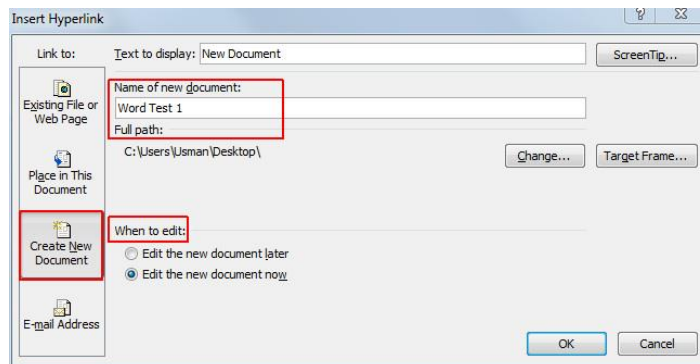 Insert Hyperlink
?
Link to:
Text to display: New Document
ScreenTip...
Existing File or
Web Page
Name of new document:
Word Test 1
Full path:
C:\Users\Usman\Desktop\
Change...
Target Frame...
Place in This
Document
Create New
Document
When to edit:
Edit the new document later
Edit the new document now
E-mail Address
OK
Cancel